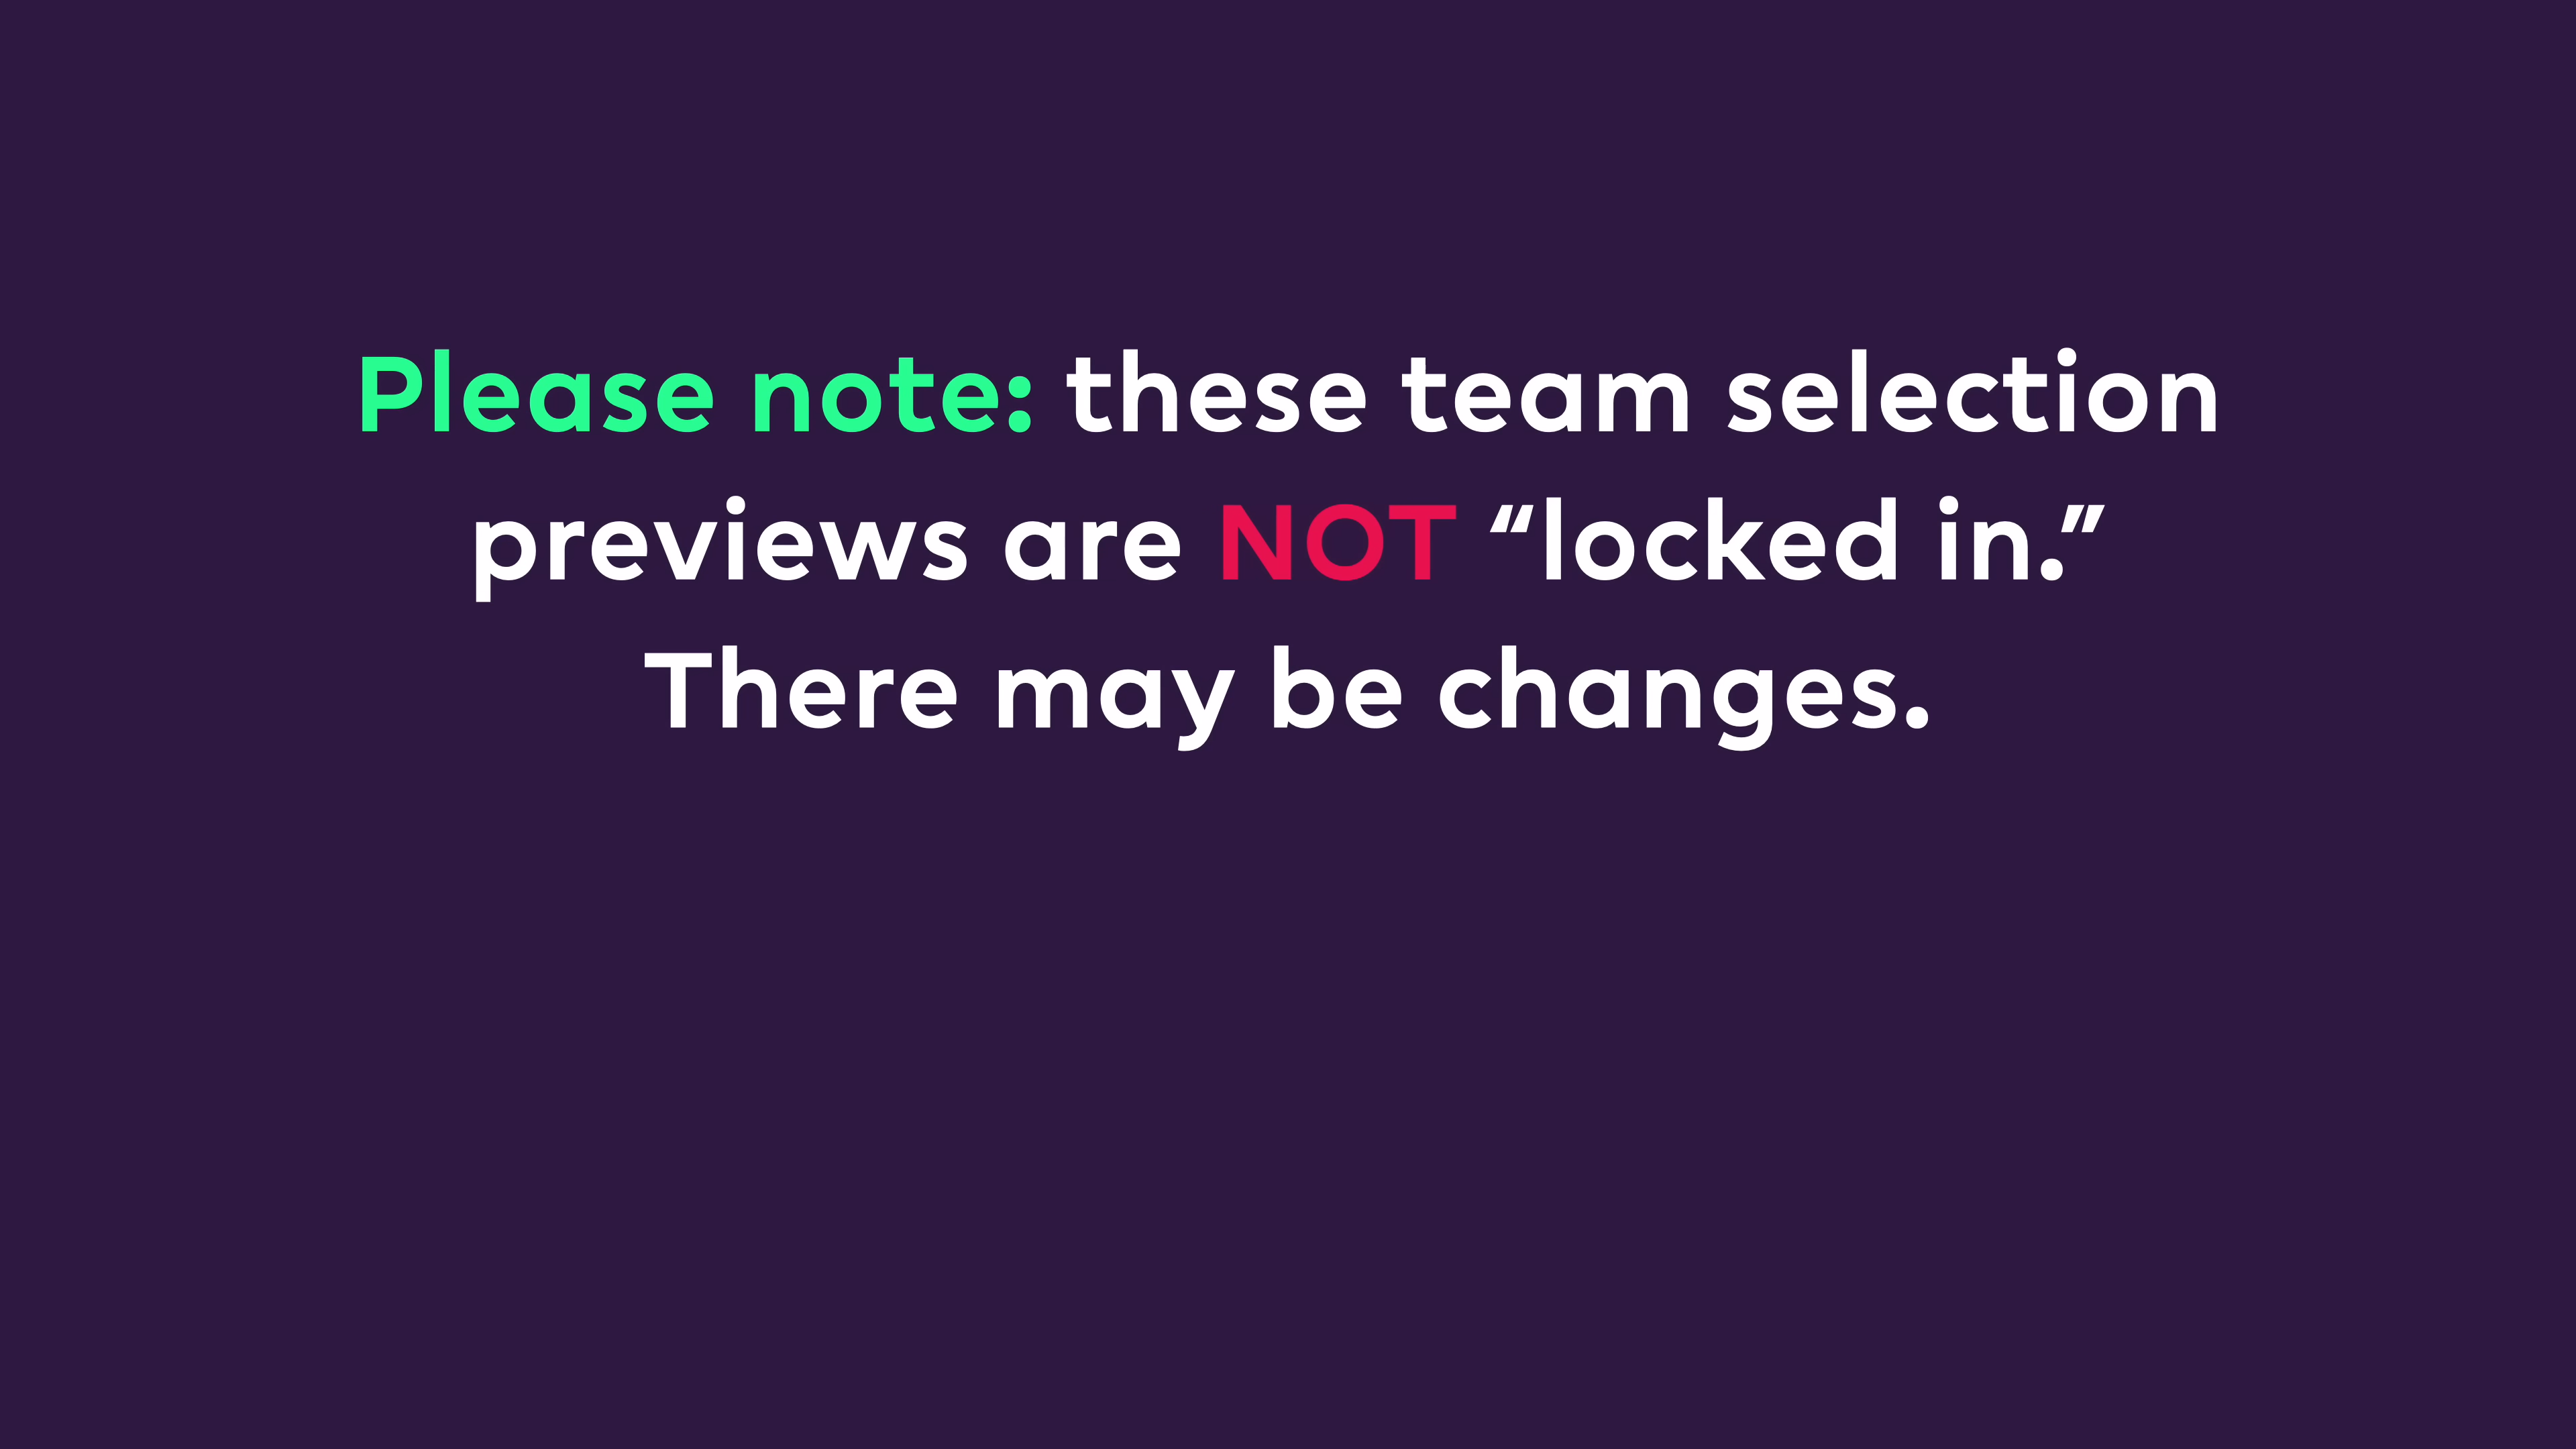 Please note: these team selection
previews are NOT “locked in.”
There may be changes.